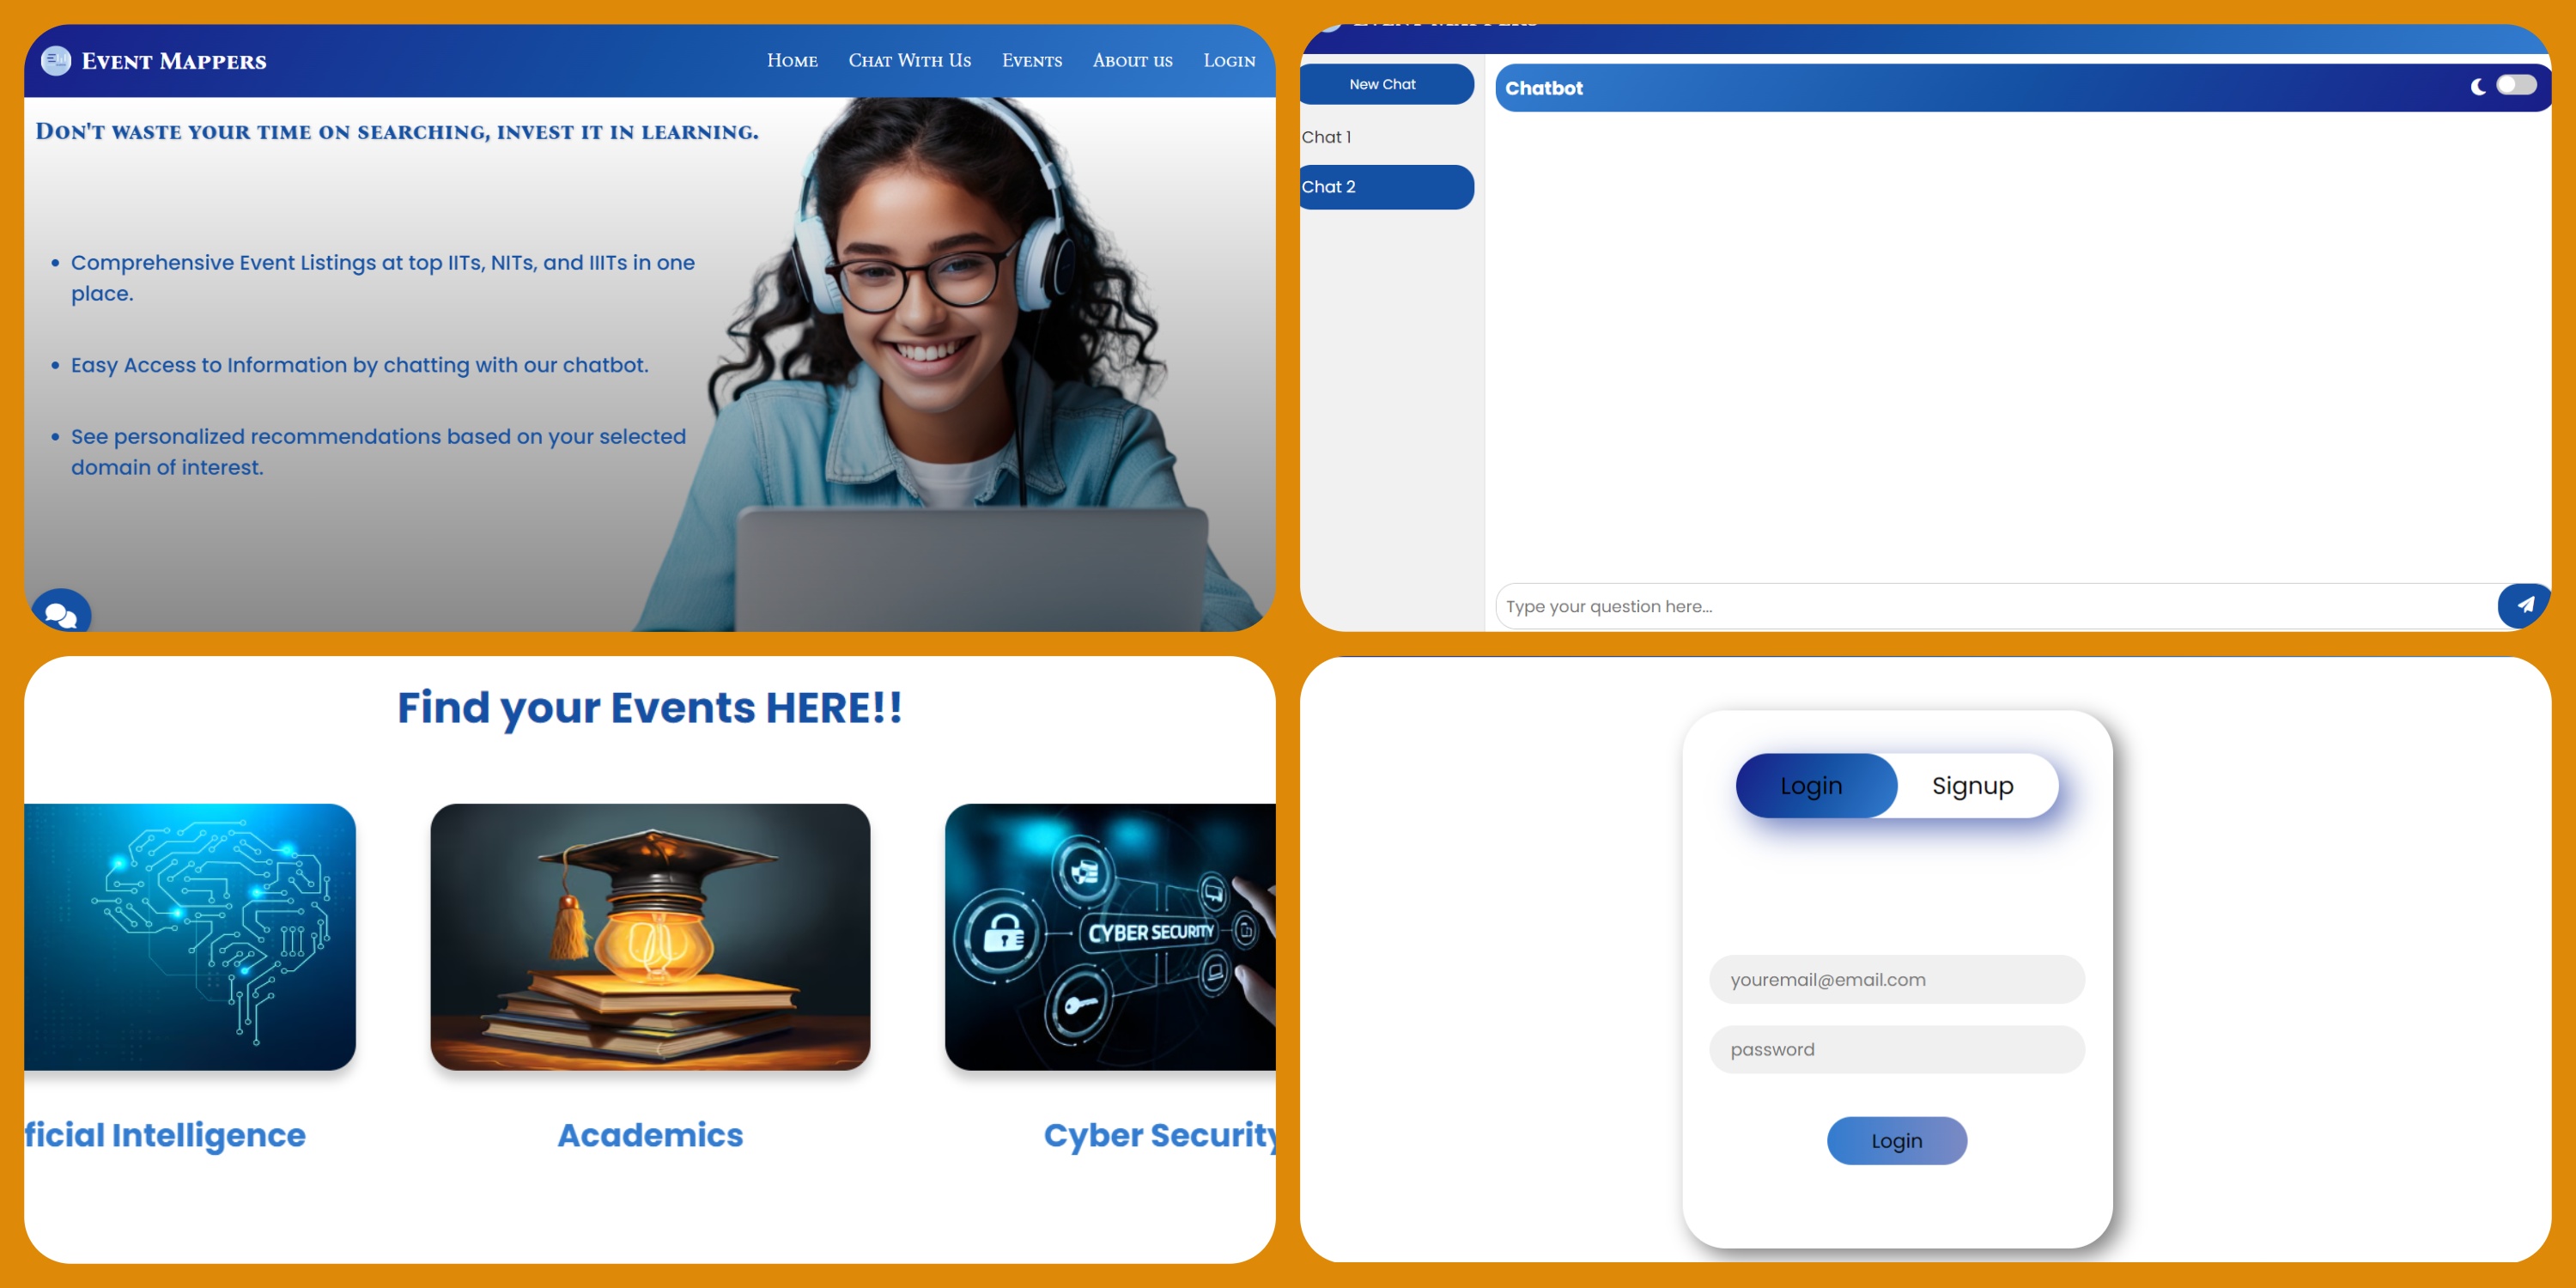 Event Mappers
Home
Chat With Us
Events
About us
Login
Don't waste your time on searching, invest it in learning.
Comprehensive Event Listings at top IITs, NITs, and IIITs in one
place.
Easy Access to Information by chatting with our chatbot.
See personalized recommendations based on your selected
domain of interest.
New Chat
Chatbot
Chat 1
Chat 2
Type your question here...
Find your Events HERE!!
CYBER SECURITY
ficial Intelligence
Academics
Cyber Security
Login
Signup
youremail@email.com
password
Login